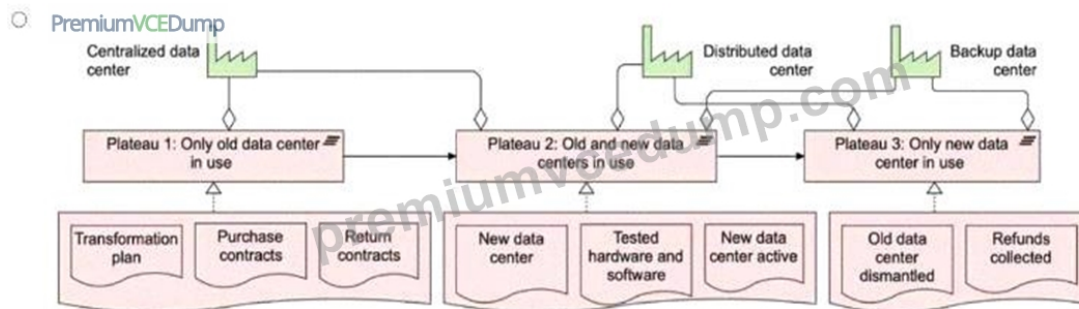 PremiumVCEDump
Centralized data
center
Distributed data
center
Backup data
center
Plateau 1: Only old data center
in use
Plateau 2: Old and new data
centers in use
Plateau 3: Only new data
center in use
Transformation
plan
Purchase
contracts
Return
contracts
New data
center
Tested
hardware and
software
New data
center active
Old data
center
dismantled
Refunds
collected
premiumvcedump.com